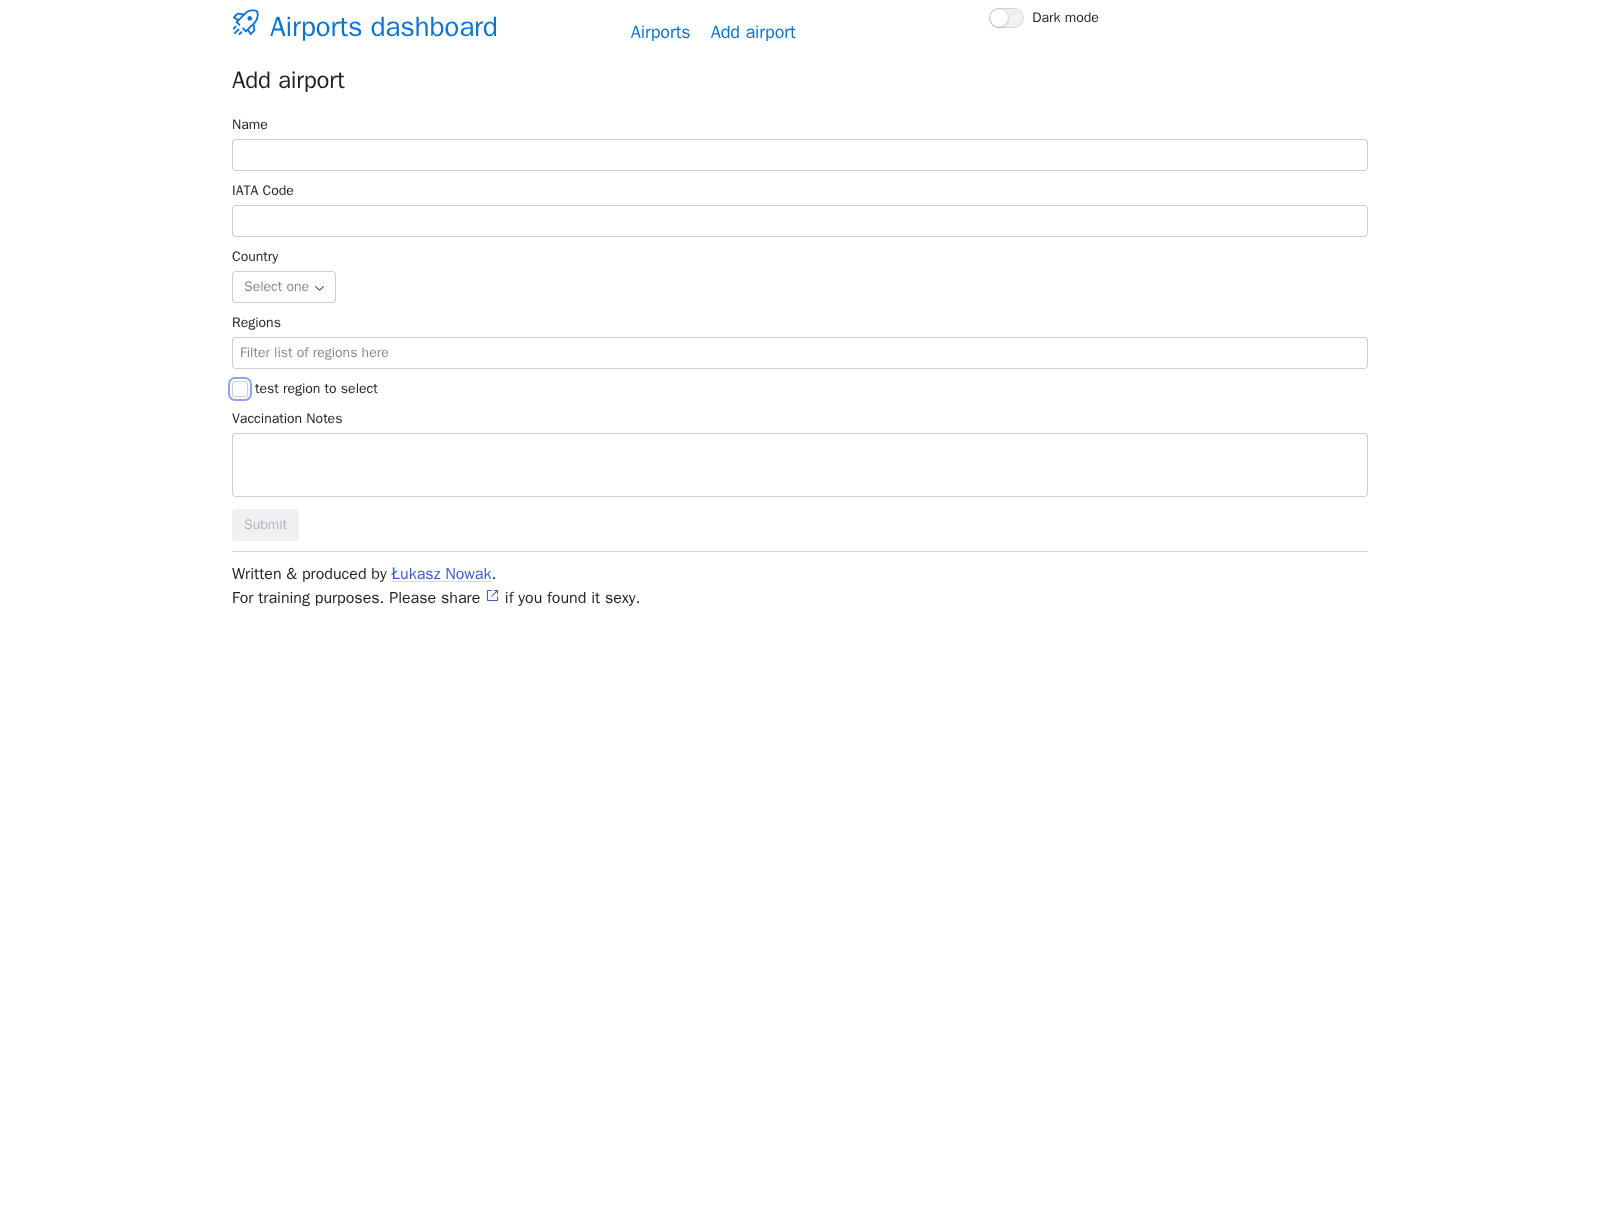 Airports dashboard
Airports
Add airport
Dark mode
Add airport
Name
IATA Code
Country
Select one
Regions
Filter list of regions here
test region to select
Vaccination Notes
Submit
Written & produced by Łukasz Nowak.
For training purposes. Please share if you found it sexy.